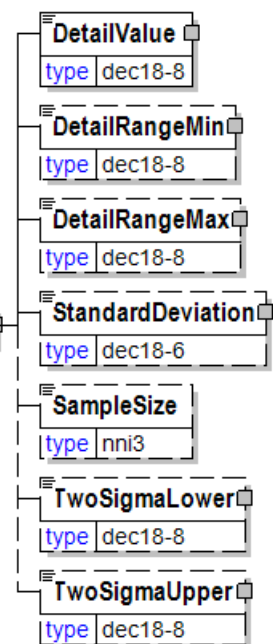 DetailValue
type dec18-8
DetailRangeMin
type dec18-8
DetailRangeMax
type dec18-8
StandardDeviation
type dec18-6
SampleSize
type nni3
TwoSigmaLower
type dec18-8
TwoSigmaUpper
type dec18-8